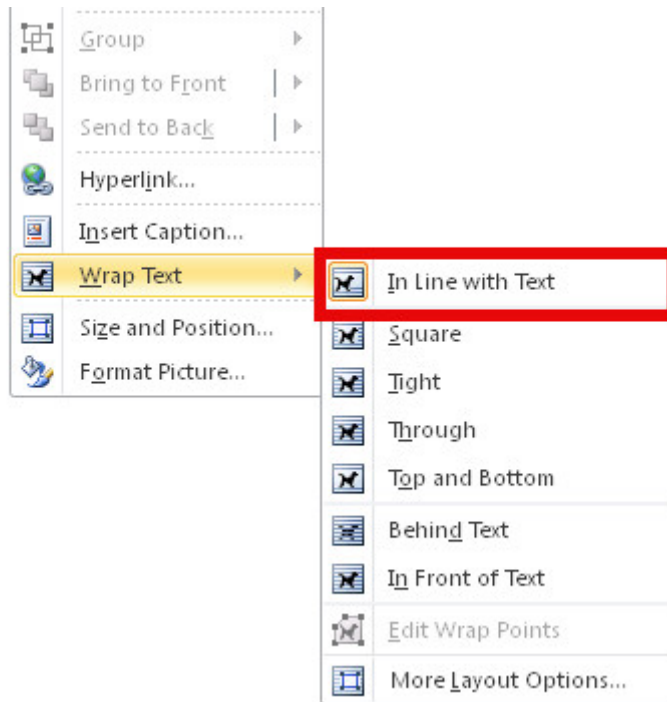 Group
Bring to Front
Send to Back
Hyperlink...
Insert Caption...
Wrap Text
Size and Position...
Format Picture...
In Line with Text
Square
Tight
Through
Top and Bottom
Behind Text
In Front of Text
Edit Wrap Points
More Layout Options...